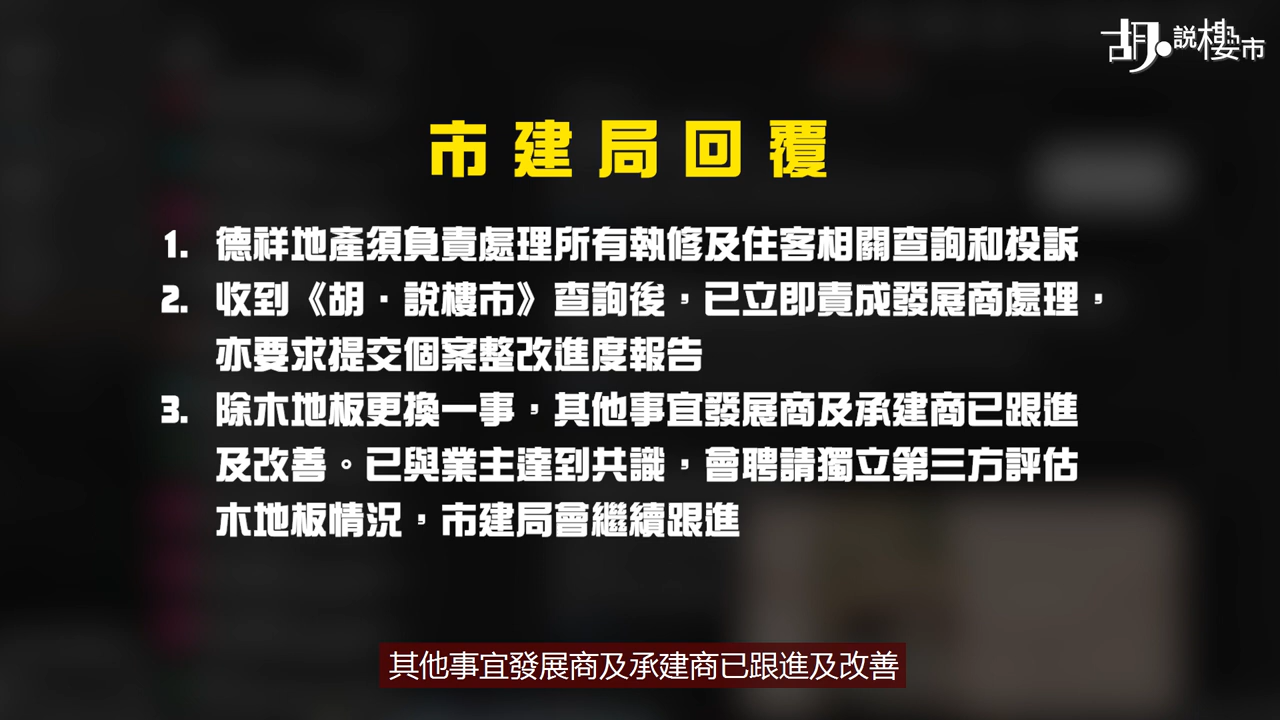 胡.說樓市
市建局回覆
1. 德祥地產須負責處理所有執修及住客相關查詢和投訴
2. 收到《胡．說樓市》查詢後，已立即責成發展商處理，
亦要求提交個案整改進度報告
3. 除木地板更換一事，其他事宜發展商及承建商已跟進
及改善。已與業主達到共識，會聘請獨立第三方評估
木地板情況，市建局會繼續跟進
其他事宜發展商及承建商已跟進及改善